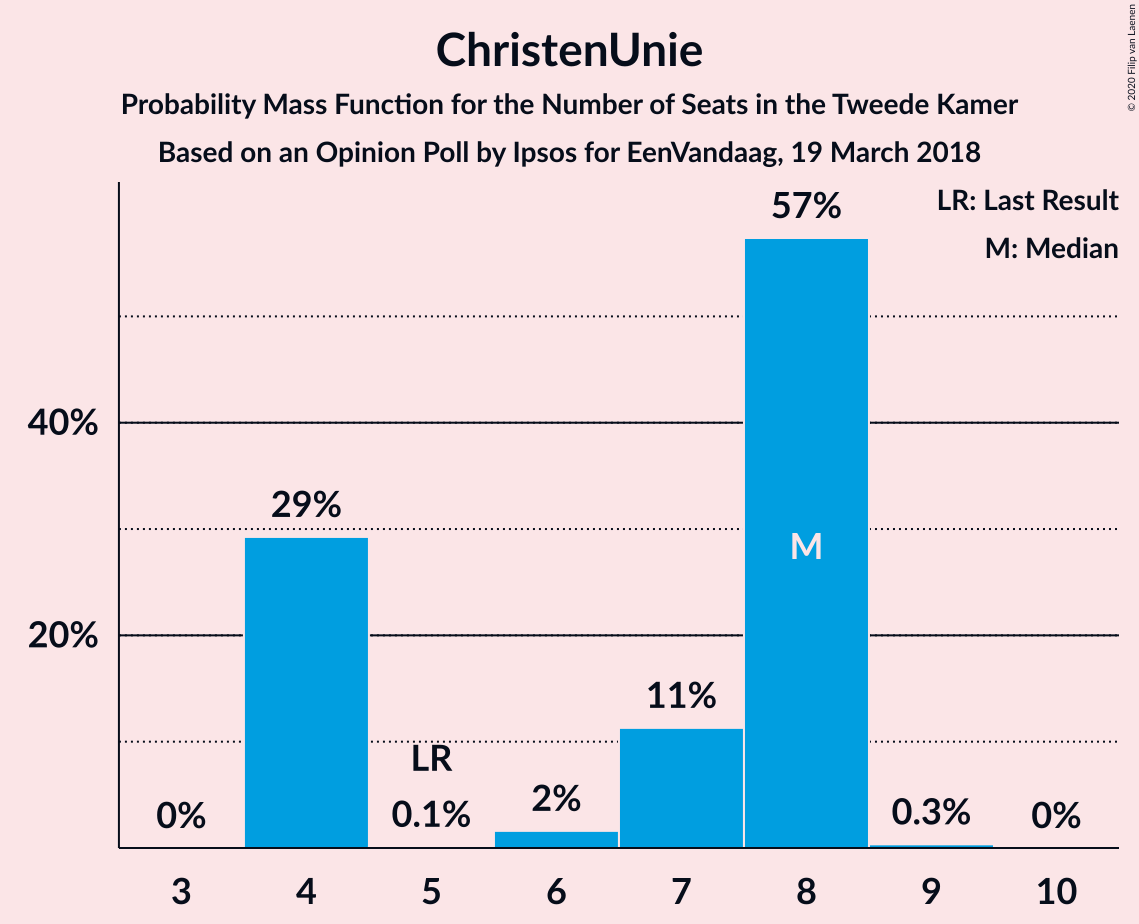 ChristenUnie
Probability Mass Function for the Number of Seats in the Tweede Kamer
Based on an Opinion Poll by Ipsos for EenVandaag, 19 March 2018
© 2020 Filip van Laenen
LR: Last Result
M: Median
57%
40%
29%
M
20%
11%
LR
0%
0.1%
2%
0.3%
0%
3 4 5 6 7 8 9 10